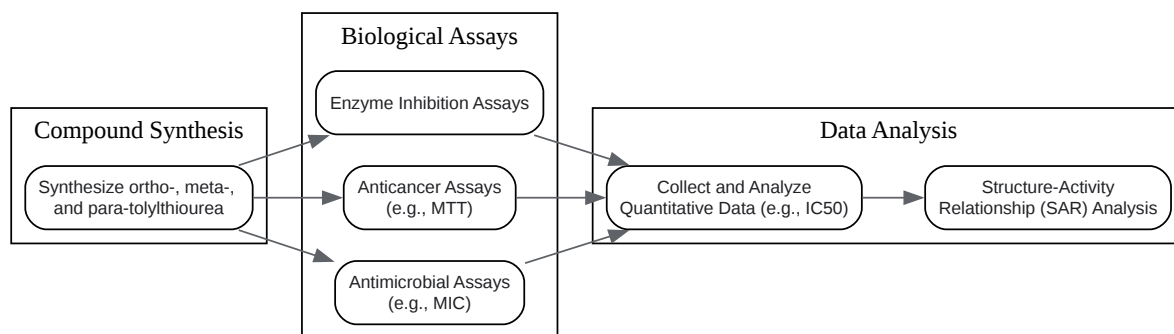 Compound Synthesis
Synthesize ortho-, meta-,
and para-tolylthiourea
Biological Assays
Enzyme Inhibition Assays
Anticancer Assays
(e.g., MTT)
Antimicrobial Assays
(e.g., MIC)
Data Analysis
Collect and Analyze
Quantitative Data (e.g., IC50)
Structure-Activity
Relationship (SAR) Analysis